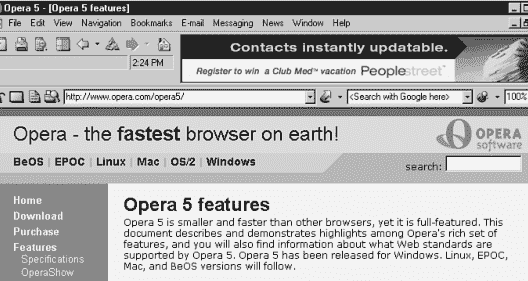 Opera 5 - [Opera 5 features]
File Edit View Navigation Bookmarks E-mail Messaging News Window Help
2:24 PM
Contacts instantly updatable.
Register to win a Club Med™ vacation Peoplestreet™
http://www.opera.com/opera5/ <Search with Google here> 100%
Opera - the fastest browser on earth!
OPERA
software
BeOS | EPOC | Linux | Mac | OS/2 | Windows
search:
Home
Download
Purchase
Features
Specifications
OperaShow
Opera 5 features
Opera 5 is smaller and faster than other browsers, yet it is full-featured. This
document describes and demonstrates highlights among Opera's rich set of
features, and you will also find information about what Web standards are
supported by Opera 5. Opera 5 has been released for Windows. Linux, EPOC,
Mac, and BeOS versions will follow.